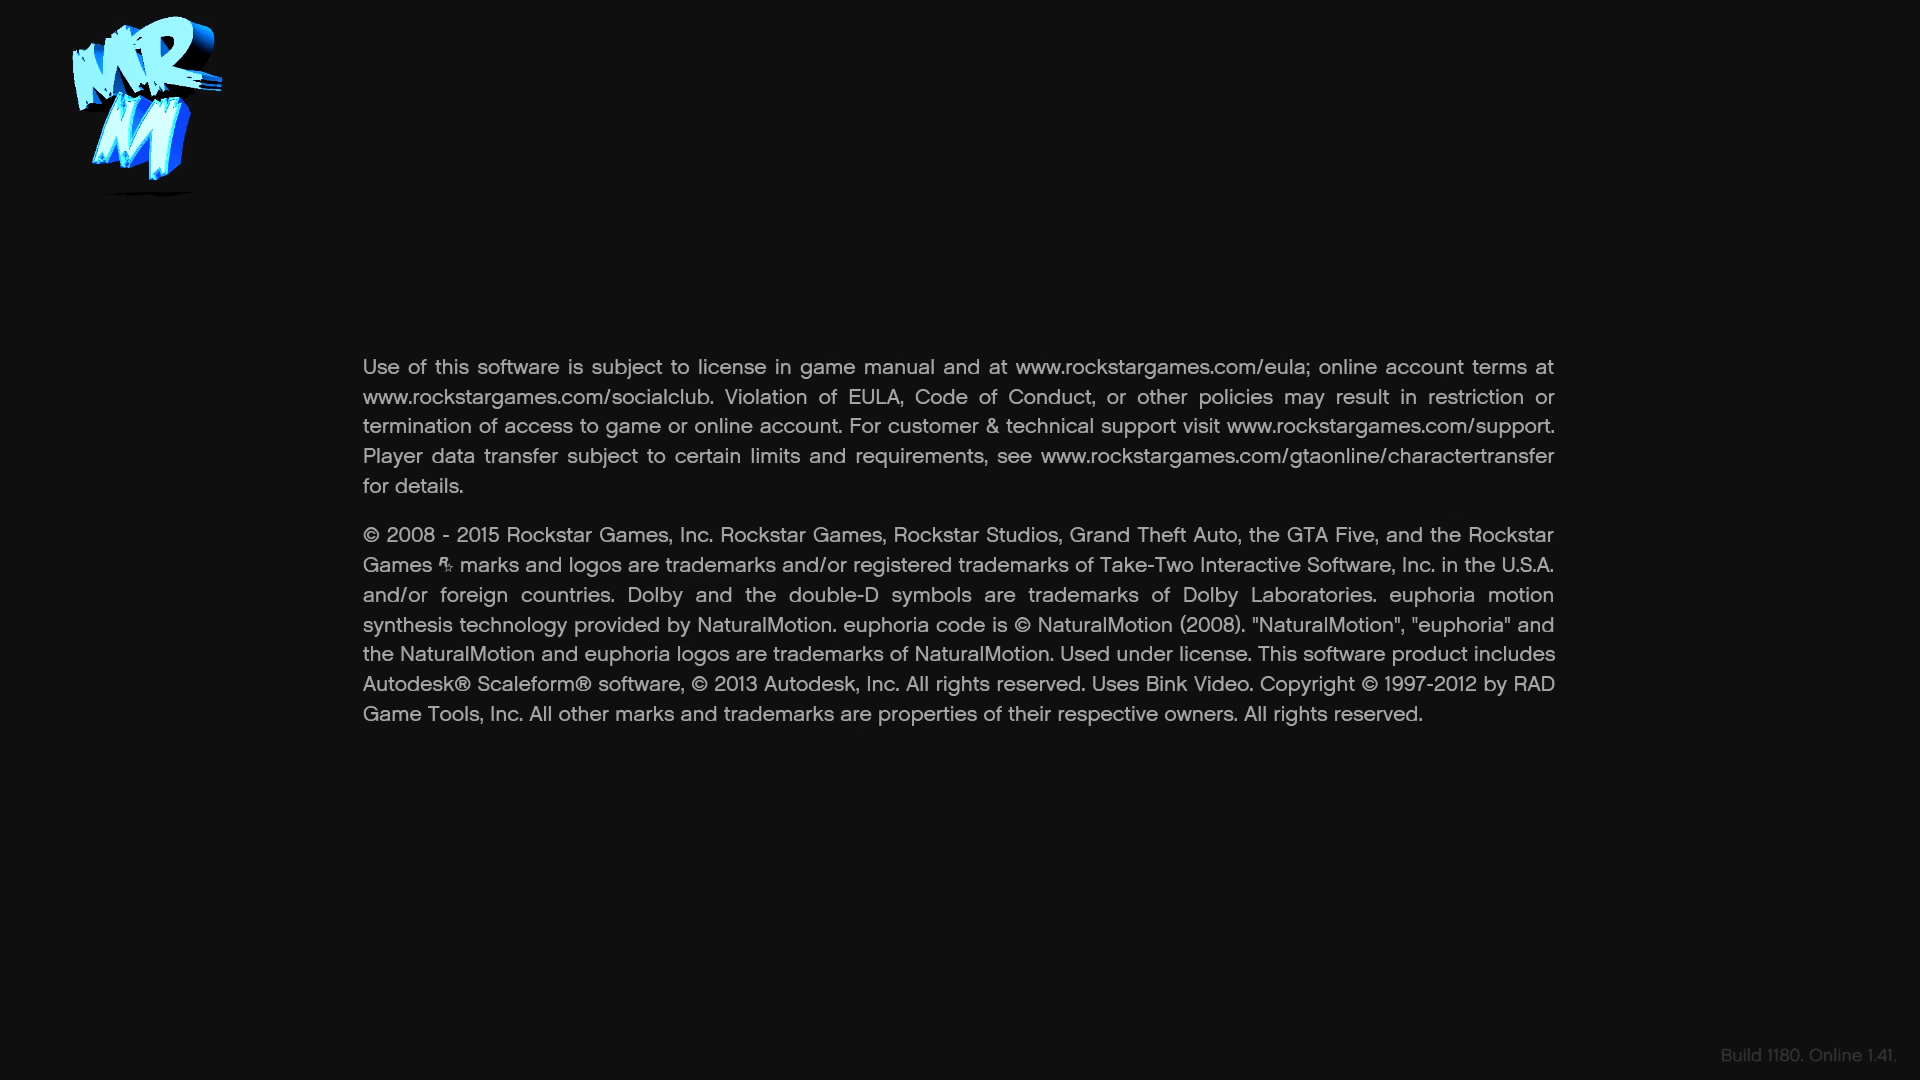 MR
M
Use of this software is subject to license in game manual and at www.rockstargames.com/eula; online account terms at
www.rockstargames.com/socialclub. Violation of EULA, Code of Conduct, or other policies may result in restriction or
termination of access to game or online account. For customer & technical support visit www.rockstargames.com/support.
Player data transfer subject to certain limits and requirements, see www.rockstargames.com/gtaonline/charactertransfer
for details.
© 2008 - 2015 Rockstar Games, Inc. Rockstar Games, Rockstar Studios, Grand Theft Auto, the GTA Five, and the Rockstar
Games R☆ marks and logos are trademarks and/or registered trademarks of Take-Two Interactive Software, Inc. in the U.S.A.
and/or foreign countries. Dolby and the double-D symbols are trademarks of Dolby Laboratories. euphoria motion
synthesis technology provided by NaturalMotion. euphoria code is © NaturalMotion (2008). "NaturalMotion", "euphoria" and
the NaturalMotion and euphoria logos are trademarks of NaturalMotion. Used under license. This software product includes
Autodesk® Scaleform® software, © 2013 Autodesk, Inc. All rights reserved. Uses Bink Video. Copyright © 1997-2012 by RAD
Game Tools, Inc. All other marks and trademarks are properties of their respective owners. All rights reserved.
Build 1180. Online 1.41.